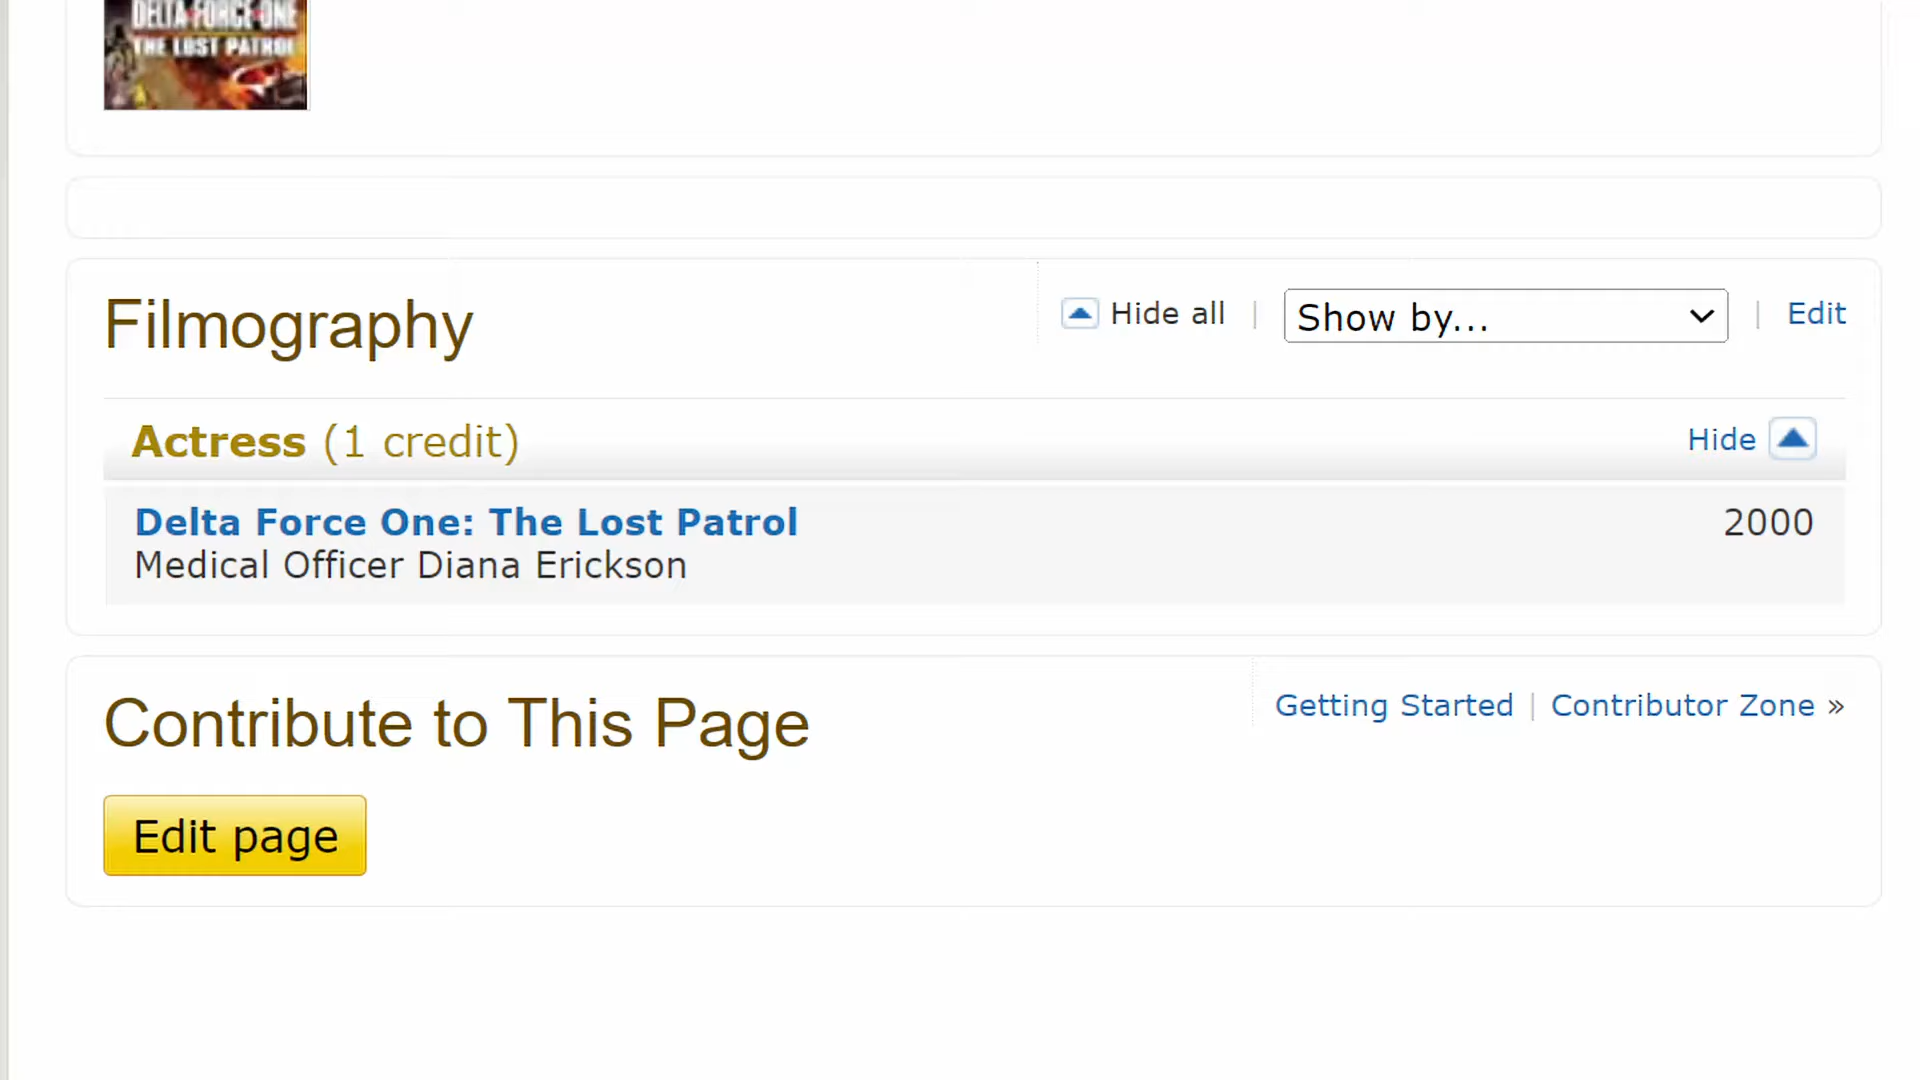 DELTA FORCE ONE
THE LOST PATROL
Filmography
Hide all | Show by... | Edit
Actress (1 credit)
Hide
Delta Force One: The Lost Patrol
2000
Medical Officer Diana Erickson
Contribute to This Page
Getting Started | Contributor Zone »
Edit page